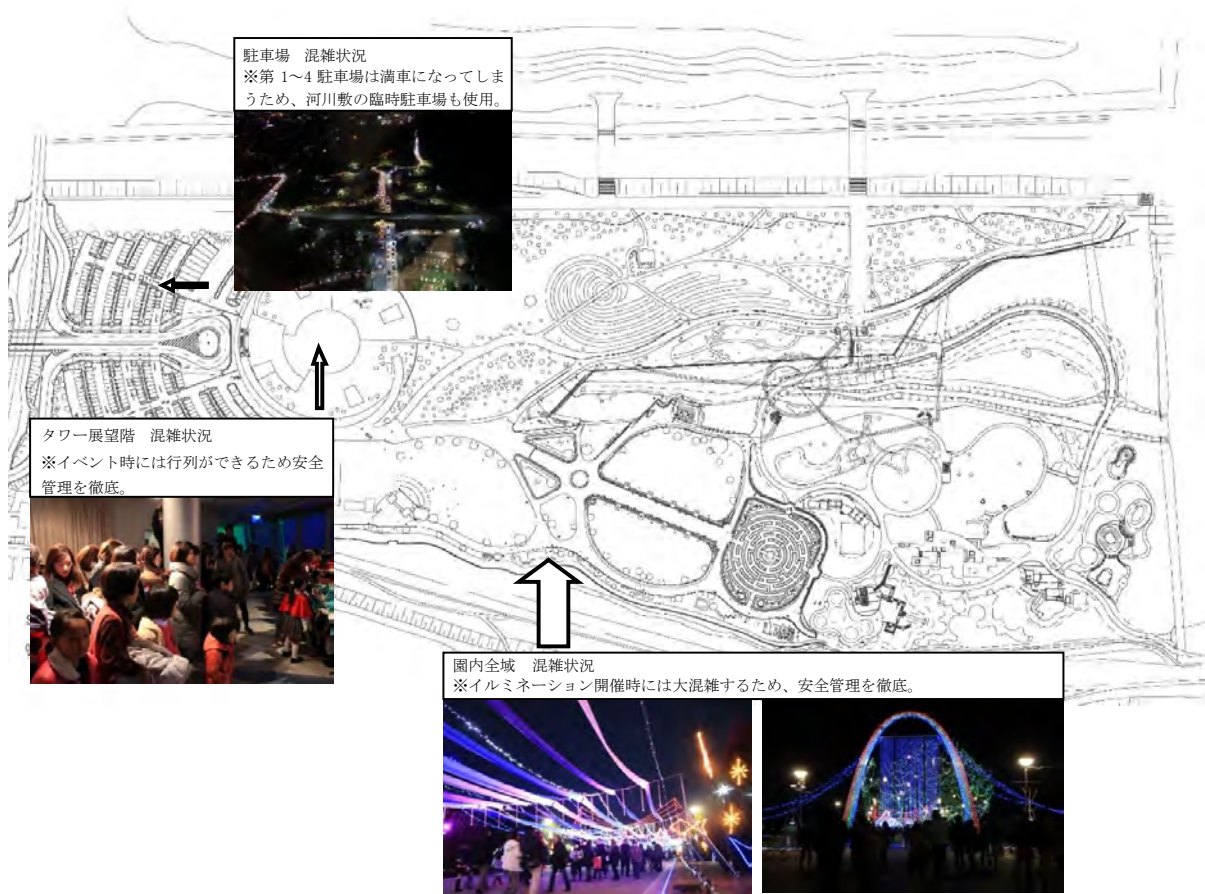 駐車場　混雑状況
※第 1～4 駐車場は満車になってしま
うため、河川敷の臨時駐車場も使用。
タワー展望階　混雑状況
※イベント時には行列ができるため安全
管理を徹底。
園内全域　混雑状況
※イルミネーション開催時には大混雑するため、安全管理を徹底。